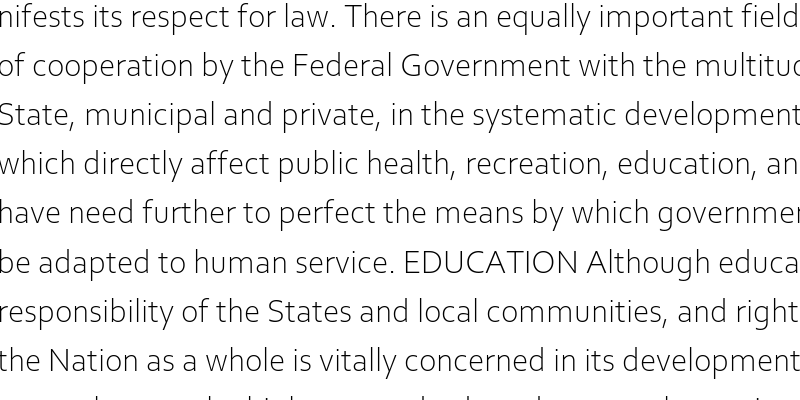 nifests its respect for law. There is an equally important field
of cooperation by the Federal Government with the multitud
State, municipal and private, in the systematic development
which directly affect public health, recreation, education, an
have need further to perfect the means by which governmen
be adapted to human service. EDUCATION Although educa
responsibility of the States and local communities, and right
the Nation as a whole is vitally concerned in its development